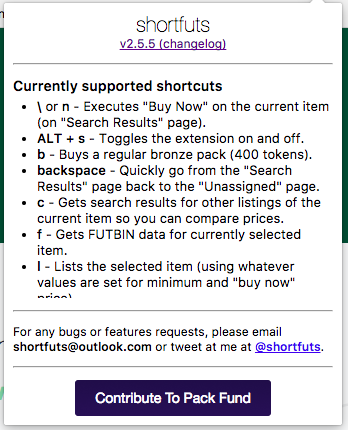 shortfuts
v2.5.5 (changelog)
Currently supported shortcuts
• \ or n - Executes "Buy Now" on the current item
(on "Search Results" page).
• ALT + s - Toggles the extension on and off.
• b - Buys a regular bronze pack (400 tokens).
• backspace - Quickly go from the "Search
Results" page back to the "Unassigned" page.
• c - Gets search results for other listings of the
current item so you can compare prices.
• f - Gets FUTBIN data for currently selected
item.
• l - Lists the selected item (using whatever
values are set for minimum and "buy now"
price)
For any bugs or features requests, please email
shortfuts@outlook.com or tweet at me at @shortfuts.
Contribute To Pack Fund